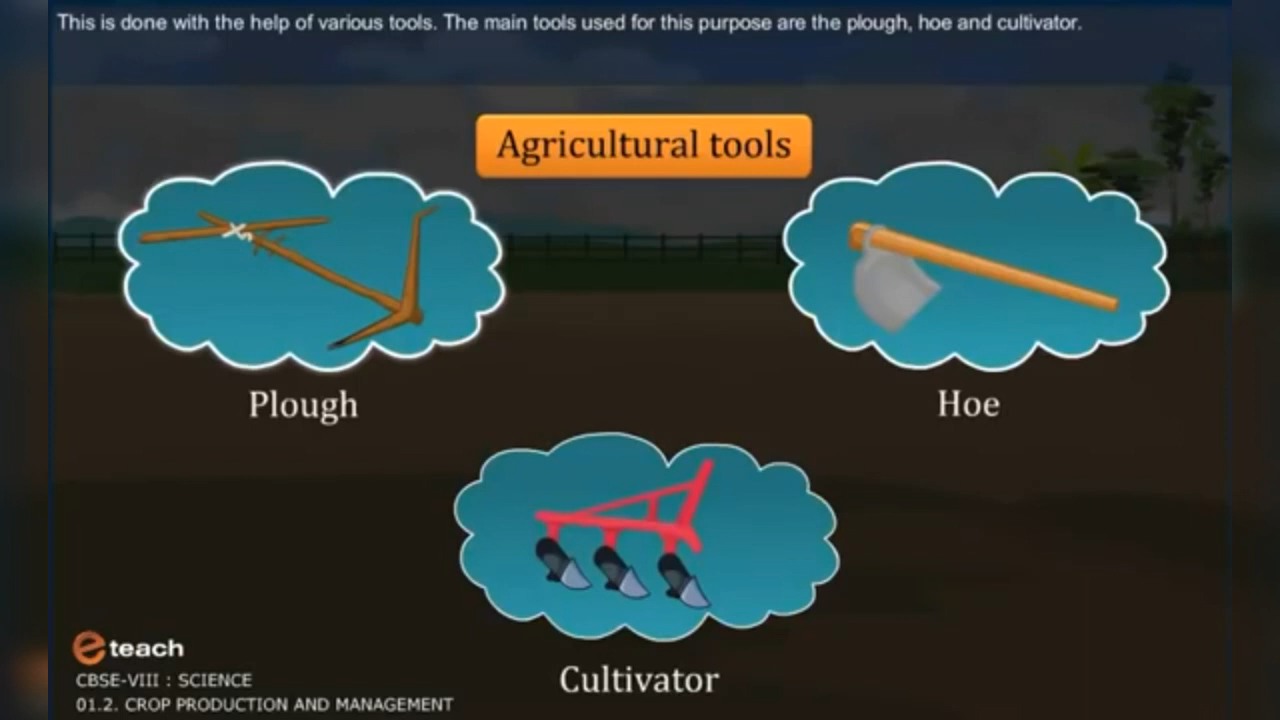 This is done with the help of various tools. The main tools used for this purpose are the plough, hoe and cultivator.
Agricultural tools
Plough
Hoe
Cultivator
e teach
CBSE-VIII : SCIENCE
01.2. CROP PRODUCTION AND MANAGEMENT